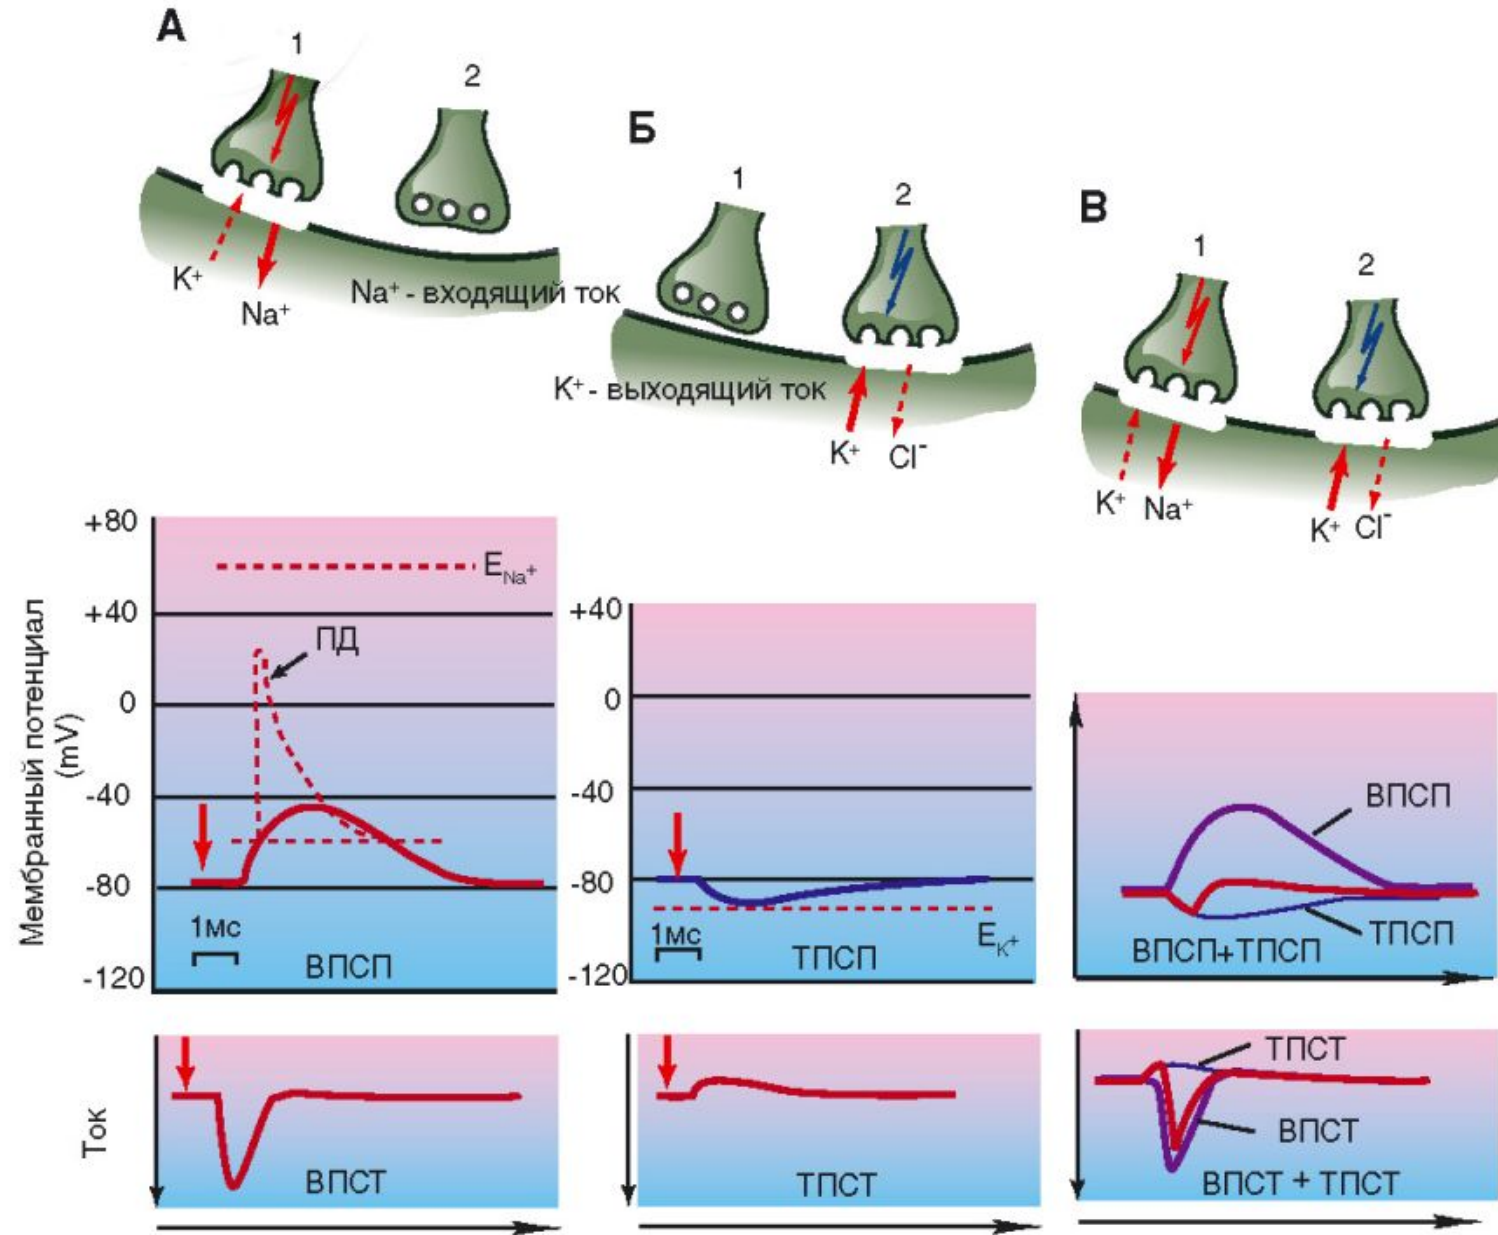 А
1
2
K⁺
Na⁺
Na⁺ - входящий ток
Б
1
2
K⁺ - выходящий ток
K⁺
Cl⁻
В
1
2
K⁺
Na⁺
K⁺
Cl⁻
Мембранный потенциал
(mV)
+80
+40
0
-40
-80
-120
E Na⁺
ПД
1мс
ВПСП
+40
0
-40
-80
-120
1мс
ТПСП
E K⁺
ВПСП
ТПСП
ВПСП+ТПСП
Ток
ВПСТ
ТПСТ
ТПСТ
ВПСТ
ВПСТ + ТПСТ